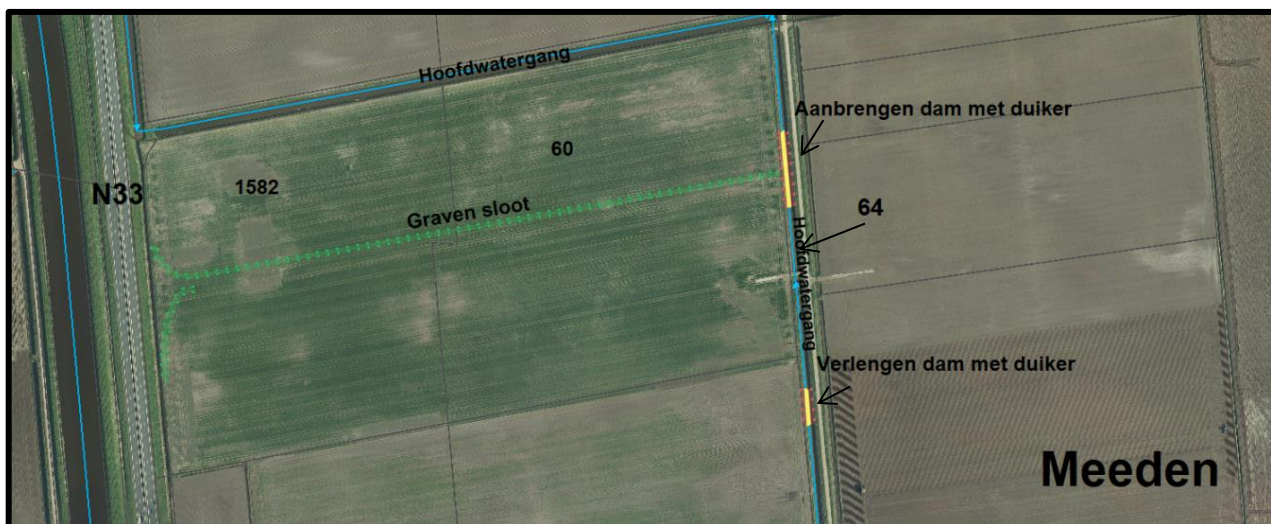 Hoofdwatergang
Aanbrengen dam met duiker
60
N33
1582
Graven sloot
64
Hoofdwatergang
Verlengen dam met duiker
Meeden